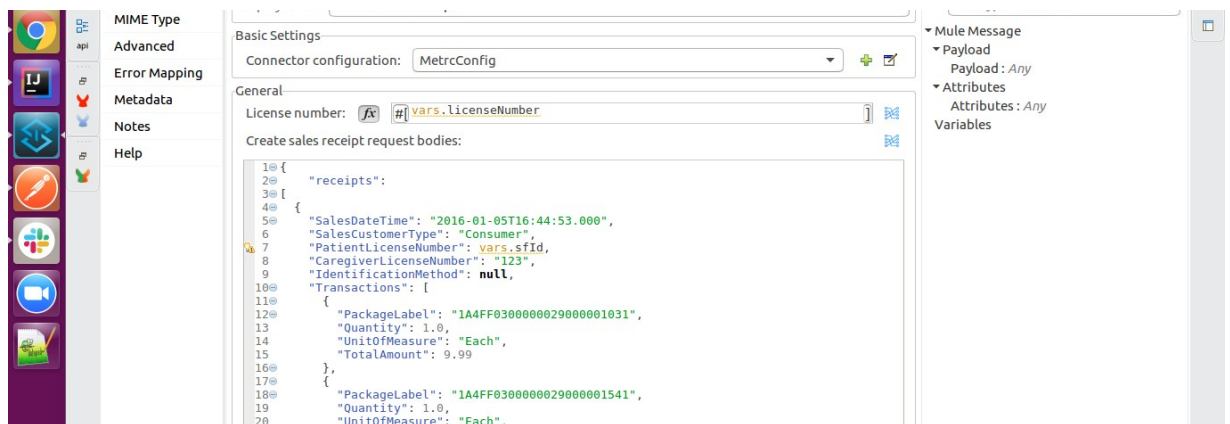 MIME Type
Advanced
Error Mapping
Metadata
Notes
Help
api
Basic Settings
Connector configuration: MetrcConfig
General
License number: fx #[ vars.licenseNumber ]
Create sales receipt request bodies:
1 {
2 "receipts":
3 [
4 {
5 "SalesDateTime": "2016-01-05T16:44:53.000",
6 "SalesCustomerType": "Consumer",
7 "PatientLicenseNumber": vars.sfId,
8 "CaregiverLicenseNumber": "123",
9 "IdentificationMethod": null,
10 "Transactions": [
11 {
12 "PackageLabel": "1A4FF0300000029000001031",
13 "Quantity": 1.0,
14 "UnitOfMeasure": "Each",
15 "TotalAmount": 9.99
16 },
17 {
18 "PackageLabel": "1A4FF0300000029000001541",
19 "Quantity": 1.0,
20 "UnitOfMeasure": "Each",
Mule Message
Payload
Payload : Any
Attributes
Attributes : Any
Variables
IJ